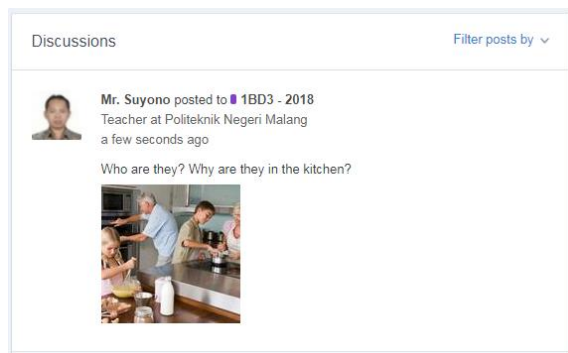 Discussions
Filter posts by
Mr. Suyono posted to 1BD3 - 2018
Teacher at Politeknik Negeri Malang
a few seconds ago
Who are they? Why are they in the kitchen?